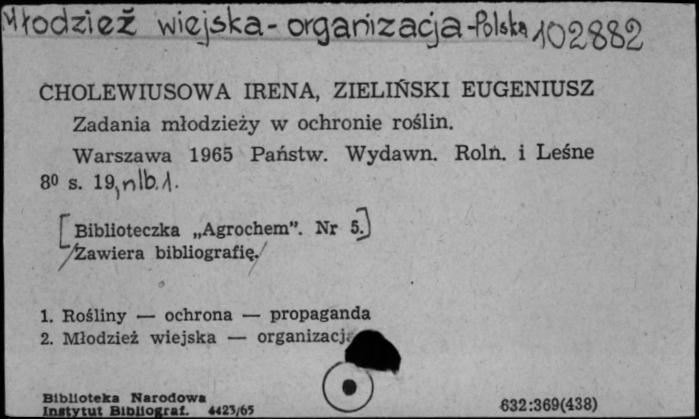 Młodzież wiejska - organizacja - Polska 102882
CHOLEWIUSOWA IRENA, ZIELIŃSKI EUGENIUSZ
Zadania młodzieży w ochronie roślin.
Warszawa 1965 Państw. Wydawn. Roln. i Leśne
8⁰ s. 19, nlb. 1.
[Biblioteczka „Agrochem”. Nr 5.]
/Zawiera bibliografię./
1. Rośliny — ochrona — propaganda
2. Młodzież wiejska — organizacja
Biblioteka Narodowa
Instytut Bibliograf. 4423/65
632:369(438)